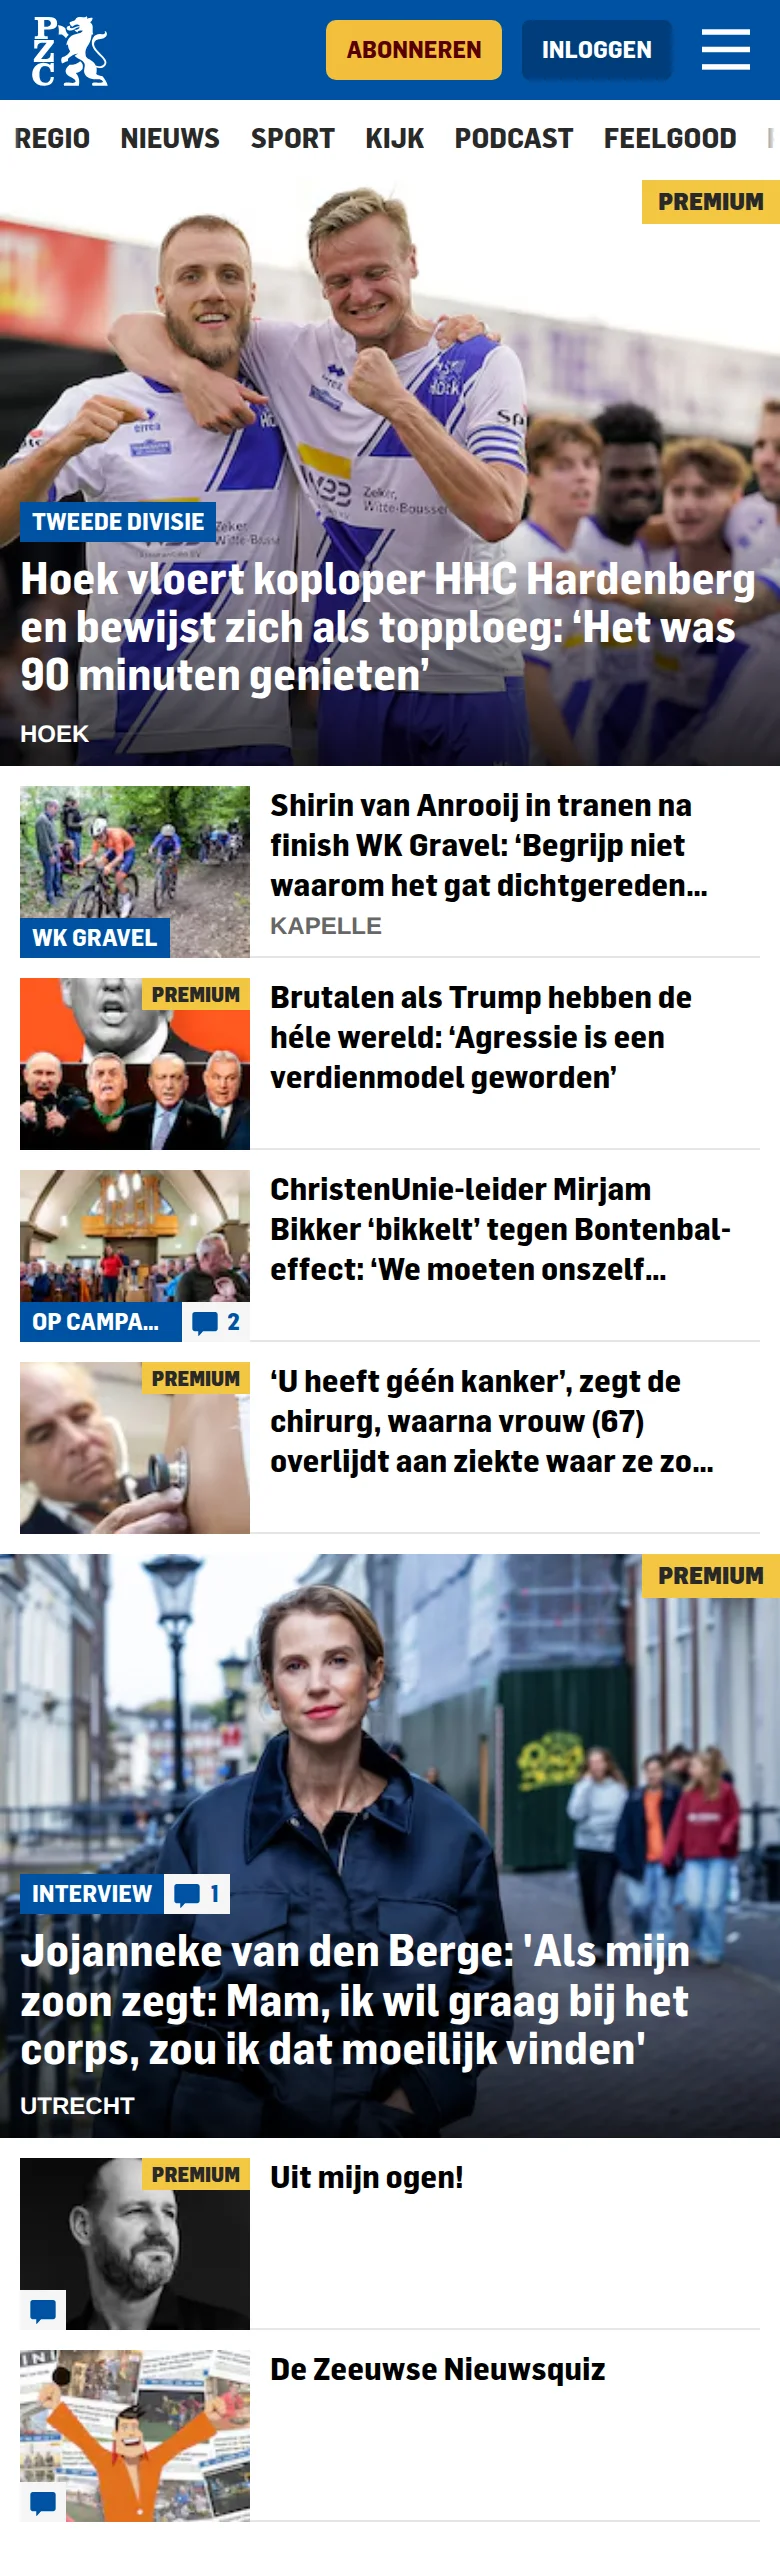 PZC
ABONNEREN
INLOGGEN
REGIO NIEUWS SPORT KIJK PODCAST FEELGOOD
PREMIUM
errea
HOEK
Zeker,
Witte-Boussen
Zeker
TWEEDE DIVISIE
Hoek vloert koploper HHC Hardenberg
en bewijst zich als topploeg: ‘Het was
90 minuten genieten’
HOEK
WK GRAVEL
Shirin van Anrooij in tranen na
finish WK Gravel: ‘Begrijp niet
waarom het gat dichtgereden...
KAPELLE
PREMIUM
Brutalen als Trump hebben de
héle wereld: ‘Agressie is een
verdienmodel geworden’
OP CAMPA...
2
ChristenUnie-leider Mirjam
Bikker ‘bikkelt’ tegen Bontenbal-
effect: ‘We moeten onszelf...
PREMIUM
‘U heeft géén kanker’, zegt de
chirurg, waarna vrouw (67)
overlijdt aan ziekte waar ze zo...
PREMIUM
INTERVIEW
1
Jojanneke van den Berge: 'Als mijn
zoon zegt: Mam, ik wil graag bij het
corps, zou ik dat moeilijk vinden'
UTRECHT
PREMIUM
Uit mijn ogen!
De Zeeuwse Nieuwsquiz